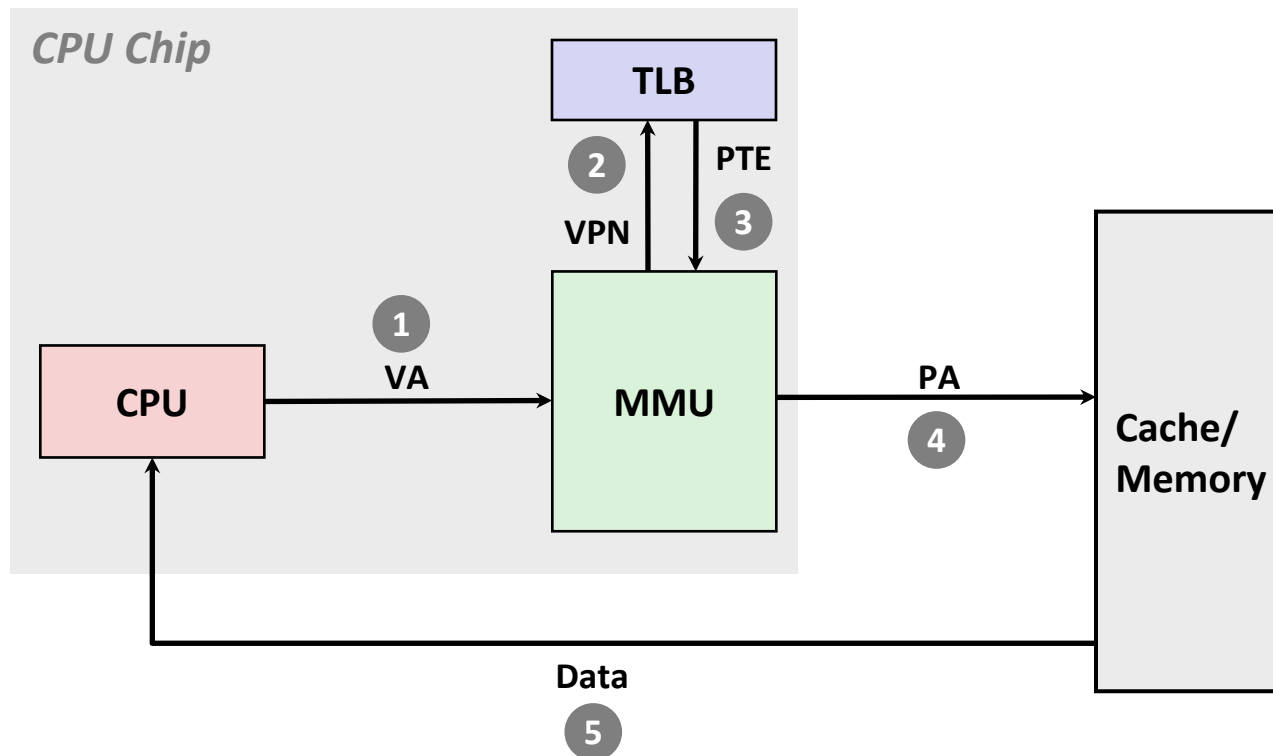 CPU Chip
TLB
2
PTE
VPN
3
1
VA
CPU
MMU
PA
4
Cache/
Memory
Data
5